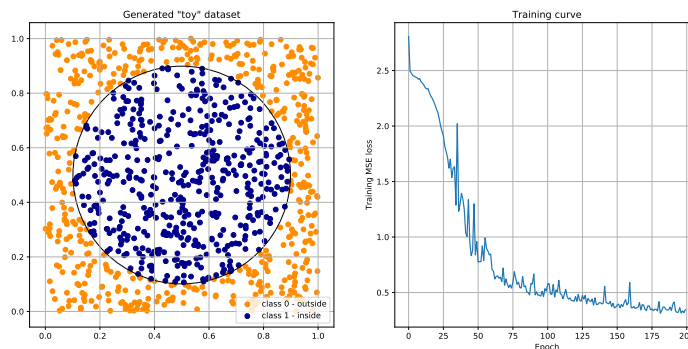 Generated "toy" dataset
1.0
0.8
0.6
0.4
0.2
0.0
0.0 0.2 0.4 0.6 0.8 1.0
class 0 - outside
class 1 - inside
Training curve
Training MSE loss
2.5
2.0
1.5
1.0
0.5
0 25 50 75 100 125 150 175
Epoch